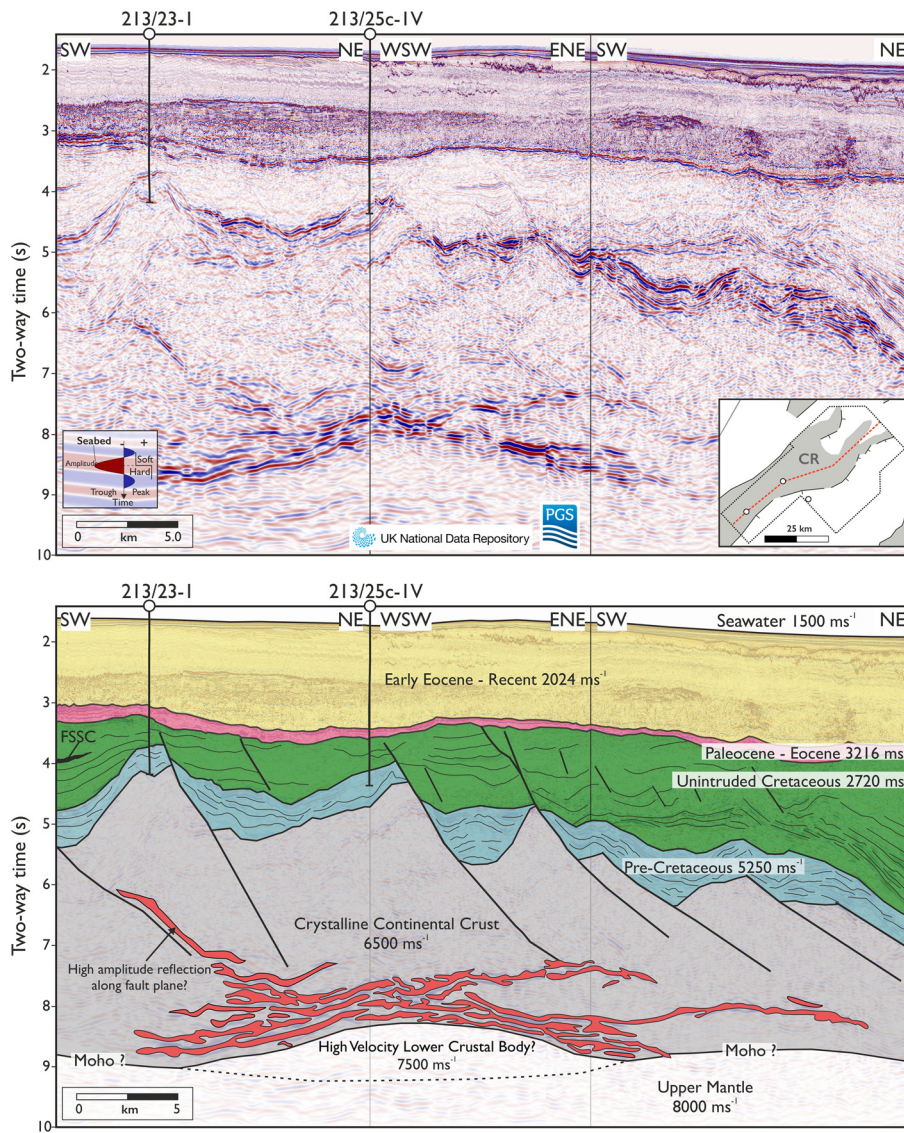 213/23-1
213/25c-1V
SW
NE
WSW
ENE
SW
NE
2
3
4
5
6
7
8
9
10
Two-way time (s)
Seabed
- +
Soft
Amplitude
Hard
Trough
Peak
Time
0
km
5.0
UK National Data Repository
PGS
CR
25 km
213/23-1
213/25c-1V
SW
NE
WSW
ENE
SW
NE
2
3
4
5
6
7
8
9
10
Two-way time (s)
Seawater 1500 ms⁻¹
Early Eocene - Recent 2024 ms⁻¹
FSSC
Paleocene - Eocene 3216 ms
Unintruded Cretaceous 2720 ms
Pre-Cretaceous 5250 ms⁻¹
Crystalline Continental Crust
6500 ms⁻¹
High amplitude reflection
along fault plane?
High Velocity Lower Crustal Body?
7500 ms⁻¹
Moho ?
Moho ?
Upper Mantle
8000 ms⁻¹
0
km
5